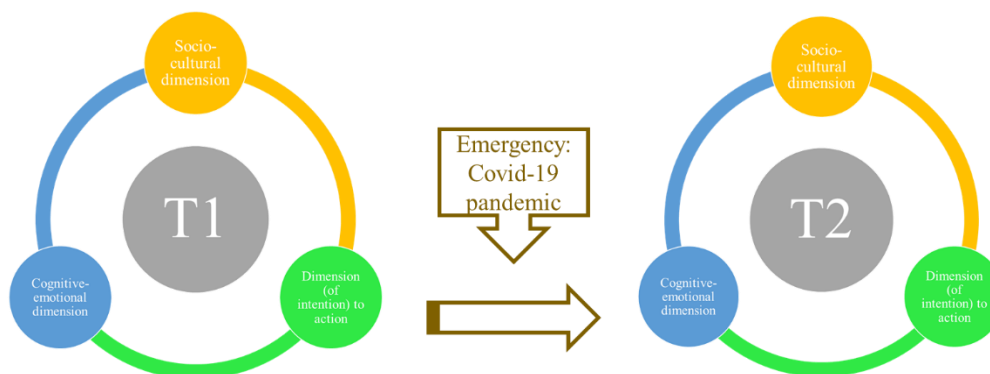 Socio-
cultural
dimension
T1
Cognitive-
emotional
dimension
Dimension
(of
intention) to
action
Emergency:
Covid-19
pandemic
Socio-
cultural
dimension
T2
Cognitive-
emotional
dimension
Dimension
(of
intention) to
action